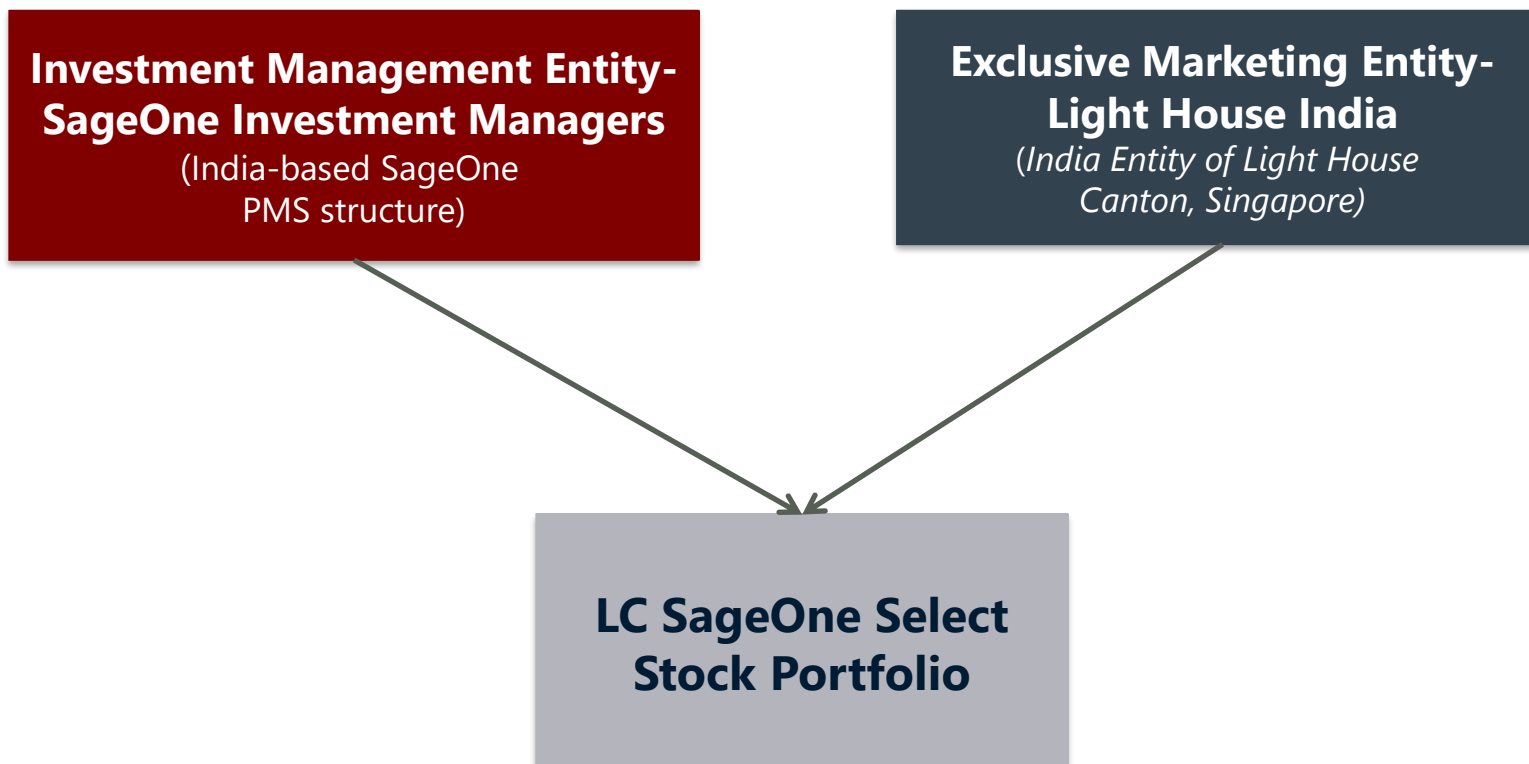 Investment Management Entity-
SageOne Investment Managers
(India-based SageOne
PMS structure)
Exclusive Marketing Entity-
Light House India
(India Entity of Light House
Canton, Singapore)
LC SageOne Select
Stock Portfolio